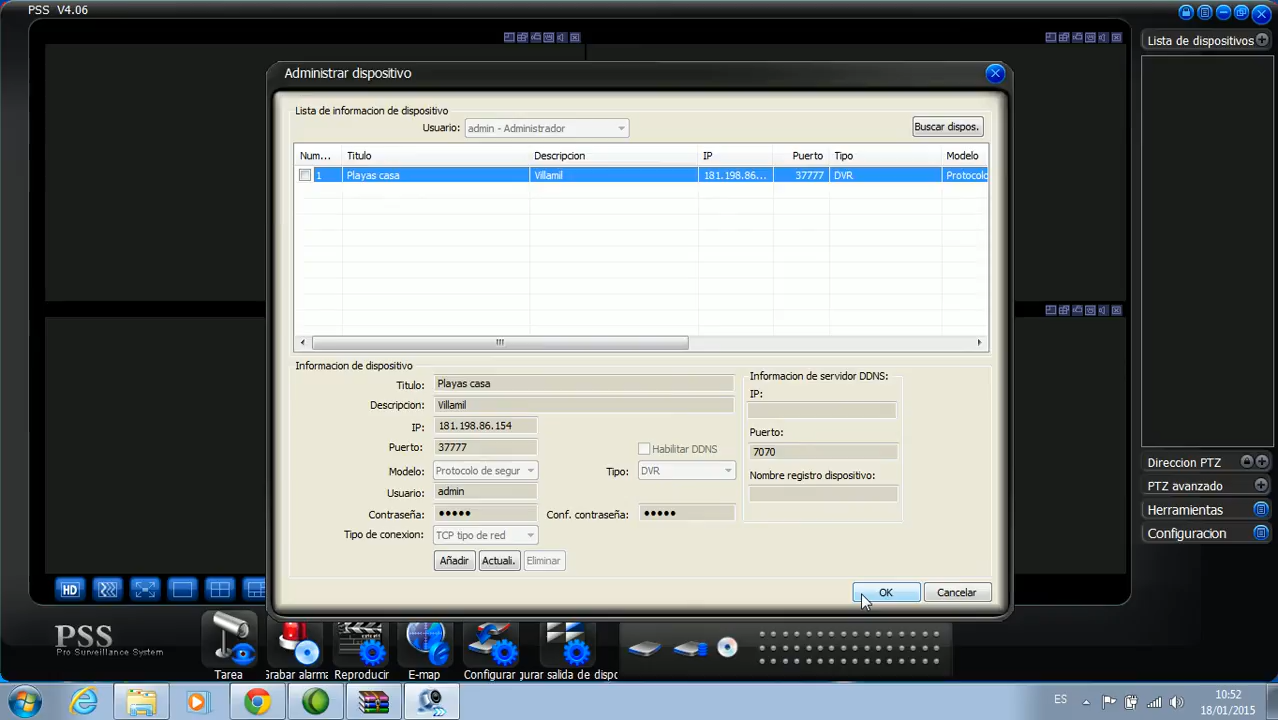 PSS V4.06
Lista de dispositivos
Administrar dispositivo
Lista de informacion de dispositivo
Usuario: admin - Administrador
Buscar dispos.
Num... Titulo Descripcion IP Puerto Tipo Modelo
1 Playas casa Villamil 181.198.86... 37777 DVR Protocolo
Informacion de dispositivo
Titulo: Playas casa
Descripcion: Villamil
IP: 181.198.86.154
Puerto: 37777
Habilitar DDNS
Modelo: Protocolo de segur
Tipo: DVR
Usuario: admin
Contraseña: •••••
Conf. contraseña: •••••
Tipo de conexion: TCP tipo de red
Añadir Actuali. Eliminar
Informacion de servidor DDNS:
IP:
Puerto:
7070
Nombre registro dispositivo:
OK Cancelar
Direccion PTZ
PTZ avanzado
Herramientas
Configuracion
HD
PSS
Pro Surveillance System
Tarea
Grabar alarma
Reproducir
E-map
Configurar
gurar salida de dispo
ES
10:52
18/01/2015